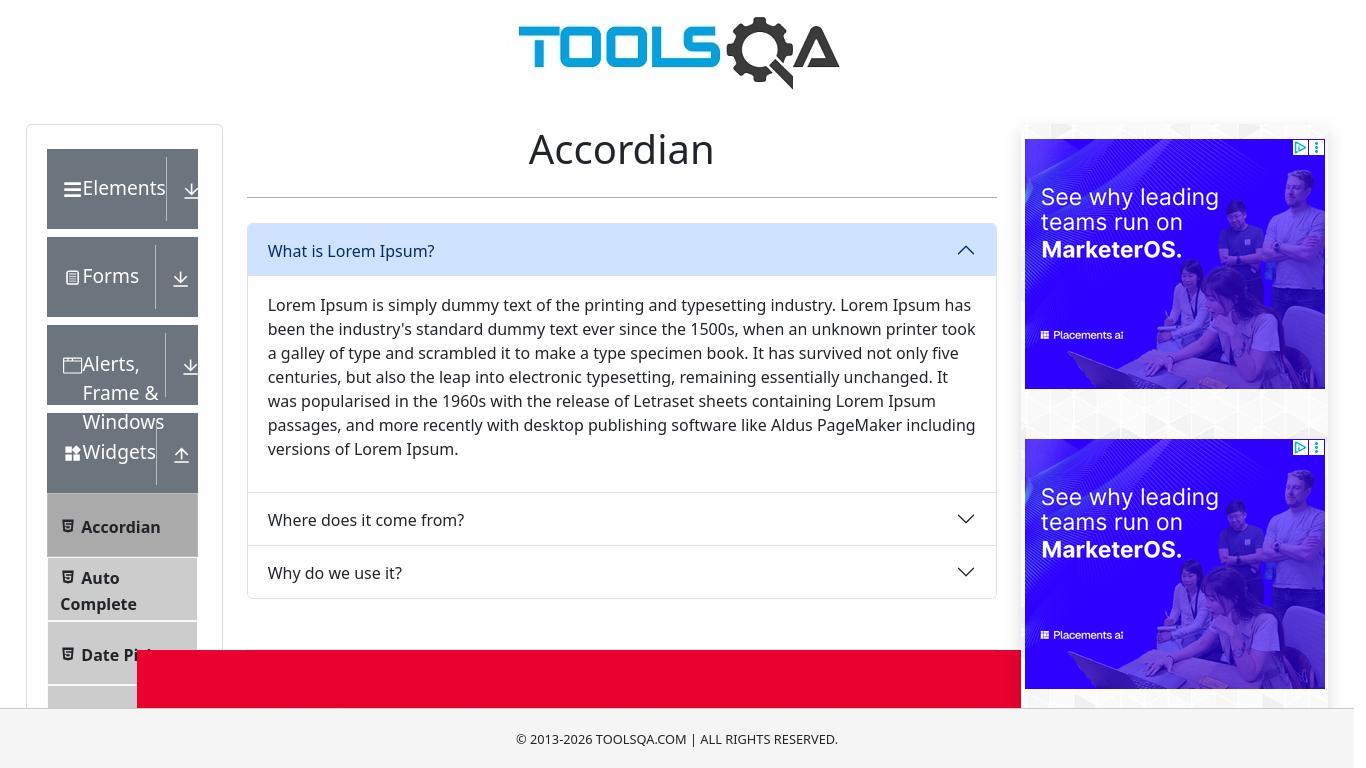 TOOLSQA
Elements
Forms
Alerts,
Frame &
Windows
Widgets
Accordian
Auto
Complete
Date Pi
Accordian
What is Lorem Ipsum?
Lorem Ipsum is simply dummy text of the printing and typesetting industry. Lorem Ipsum has
been the industry's standard dummy text ever since the 1500s, when an unknown printer took
a galley of type and scrambled it to make a type specimen book. It has survived not only five
centuries, but also the leap into electronic typesetting, remaining essentially unchanged. It
was popularised in the 1960s with the release of Letraset sheets containing Lorem Ipsum
passages, and more recently with desktop publishing software like Aldus PageMaker including
versions of Lorem Ipsum.
Where does it come from?
Why do we use it?
See why leading
teams run on
MarketerOS.
Placements ai
See why leading
teams run on
MarketerOS.
Placements ai
© 2013-2026 TOOLSQA.COM | ALL RIGHTS RESERVED.